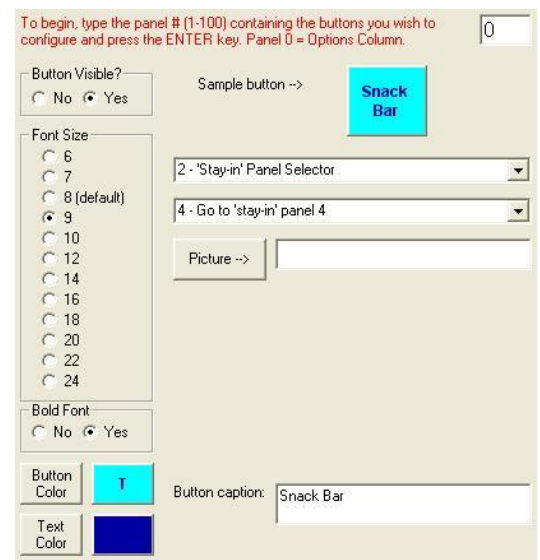 To begin, type the panel # (1-100) containing the buttons you wish to
configure and press the ENTER key. Panel 0 = Options Column.
0
Button Visible?
No Yes
Sample button -->
Snack
Bar
Font Size
6
7
8 (default)
9
10
12
14
16
18
20
22
24
2 - 'Stay-in' Panel Selector
4 - Go to 'stay-in' panel 4
Picture -->
Bold Font
No Yes
Button
Color
T
Text
Color
Button caption:
Snack Bar